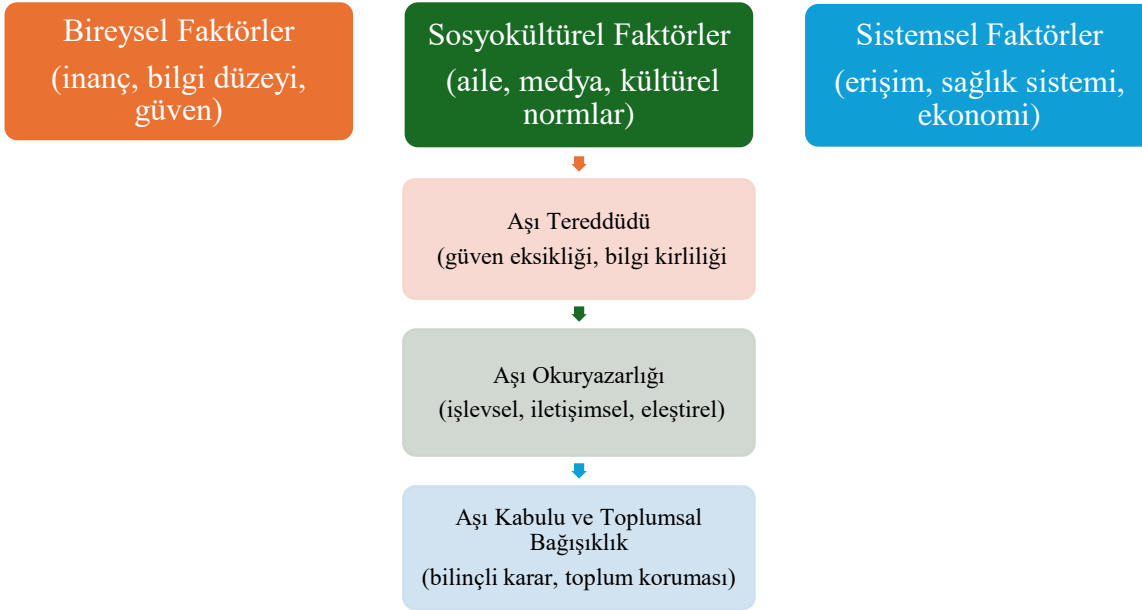 Bireysel Faktörler
(inanç, bilgi düzeyi,
güven)
Sosyokültürel Faktörler
(aile, medya, kültürel
normlar)
Sistemsel Faktörler
(erişim, sağlık sistemi,
ekonomi)
Aşı Tereddüdü
(güven eksikliği, bilgi kirliliği
Aşı Okuryazarlığı
(işlevsel, iletişimsel, eleştirel)
Aşı Kabulu ve Toplumsal
Bağışıklık
(bilinçli karar, toplum koruması)